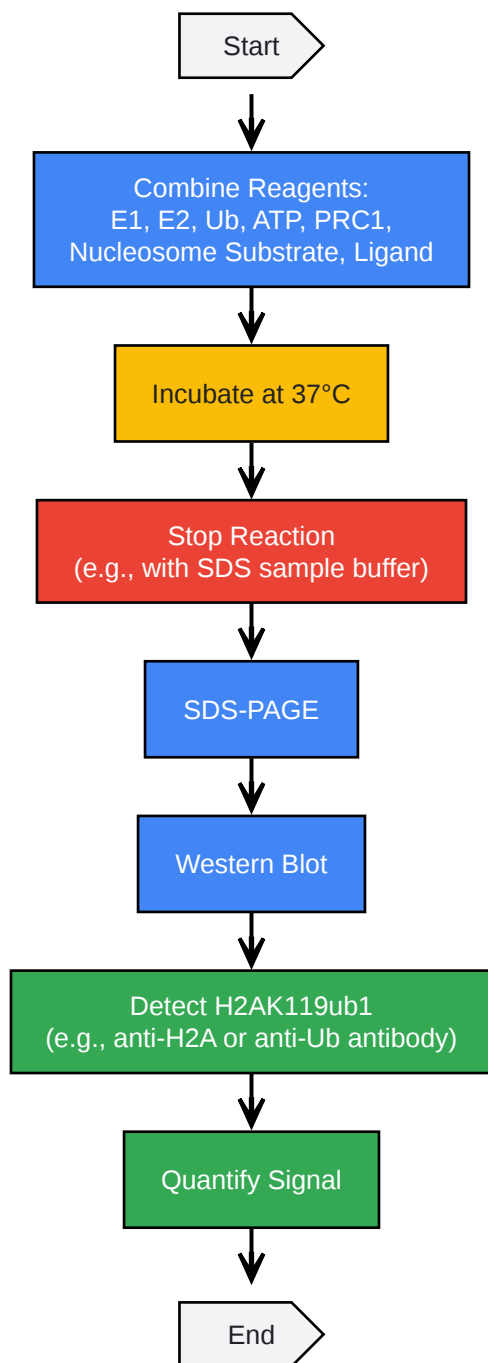 Start
Combine Reagents:
E1, E2, Ub, ATP, PRC1,
Nucleosome Substrate, Ligand
Incubate at 37°C
Stop Reaction
(e.g., with SDS sample buffer)
SDS-PAGE
Western Blot
Detect H2AK119ub1
(e.g., anti-H2A or anti-Ub antibody)
Quantify Signal
End